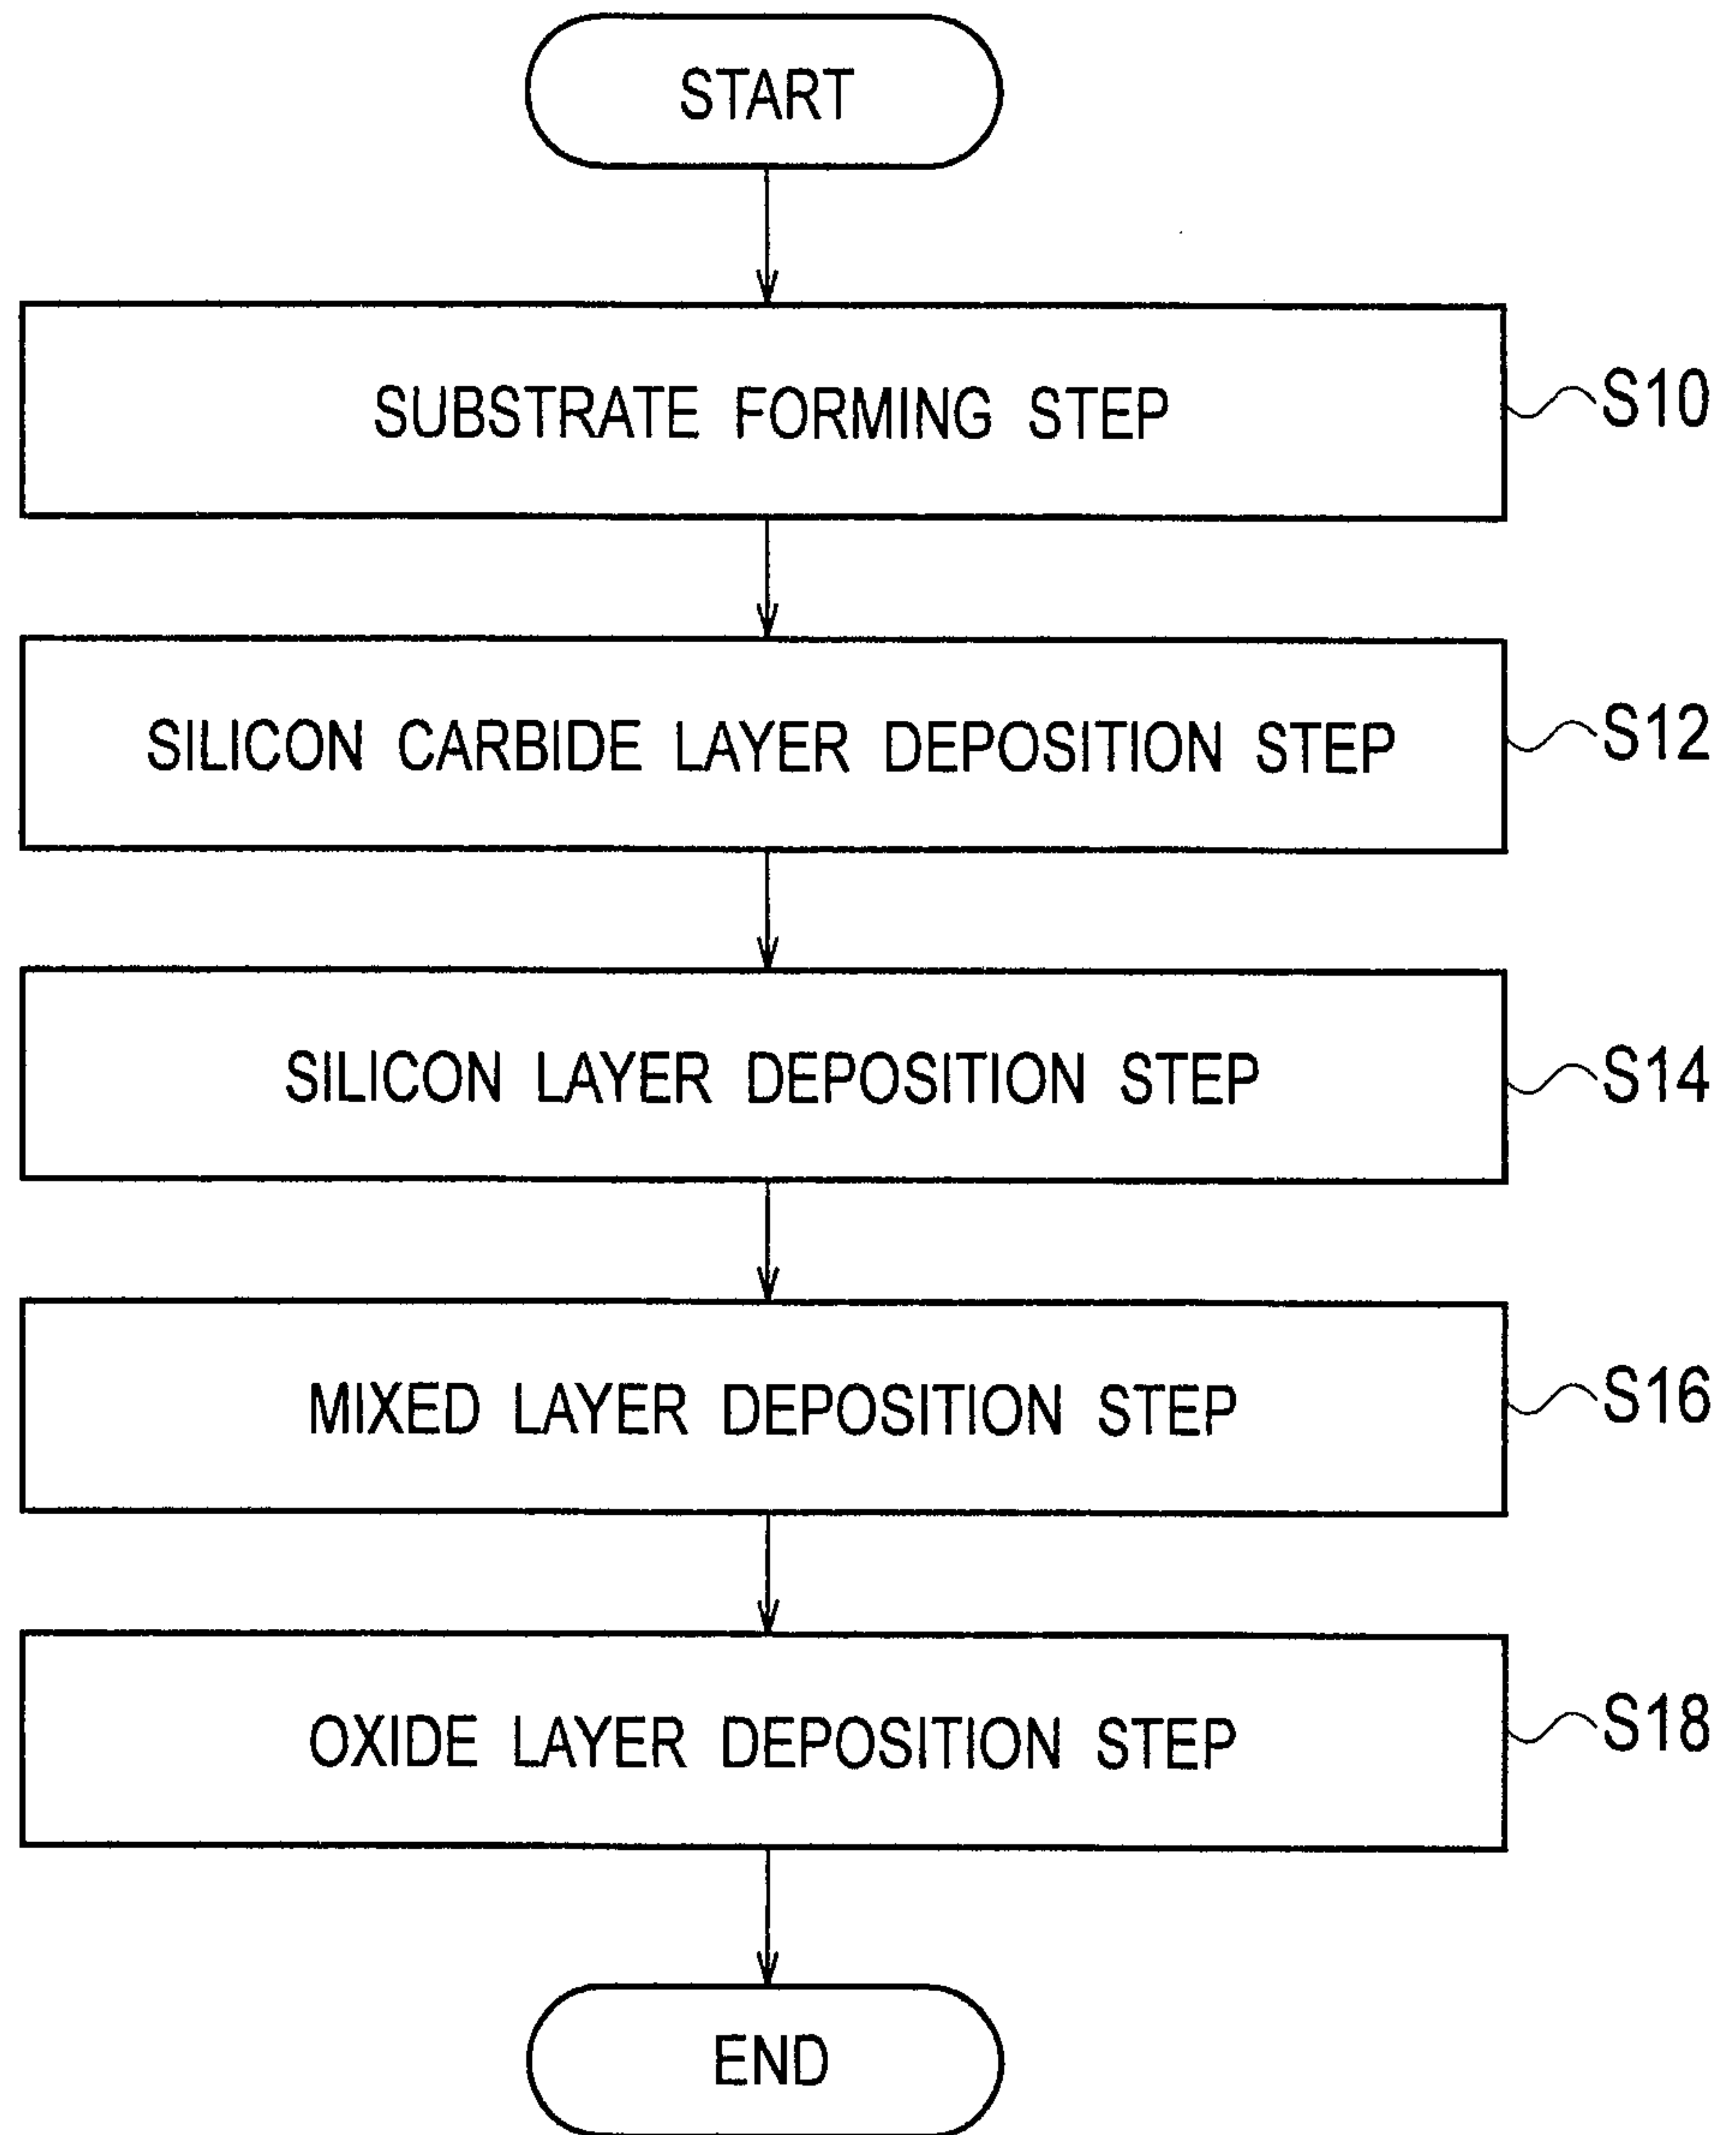 START
SUBSTRATE FORMING STEP
S10
SILICON CARBIDE LAYER DEPOSITION STEP
S12
SILICON LAYER DEPOSITION STEP
S14
MIXED LAYER DEPOSITION STEP
S16
OXIDE LAYER DEPOSITION STEP
S18
END